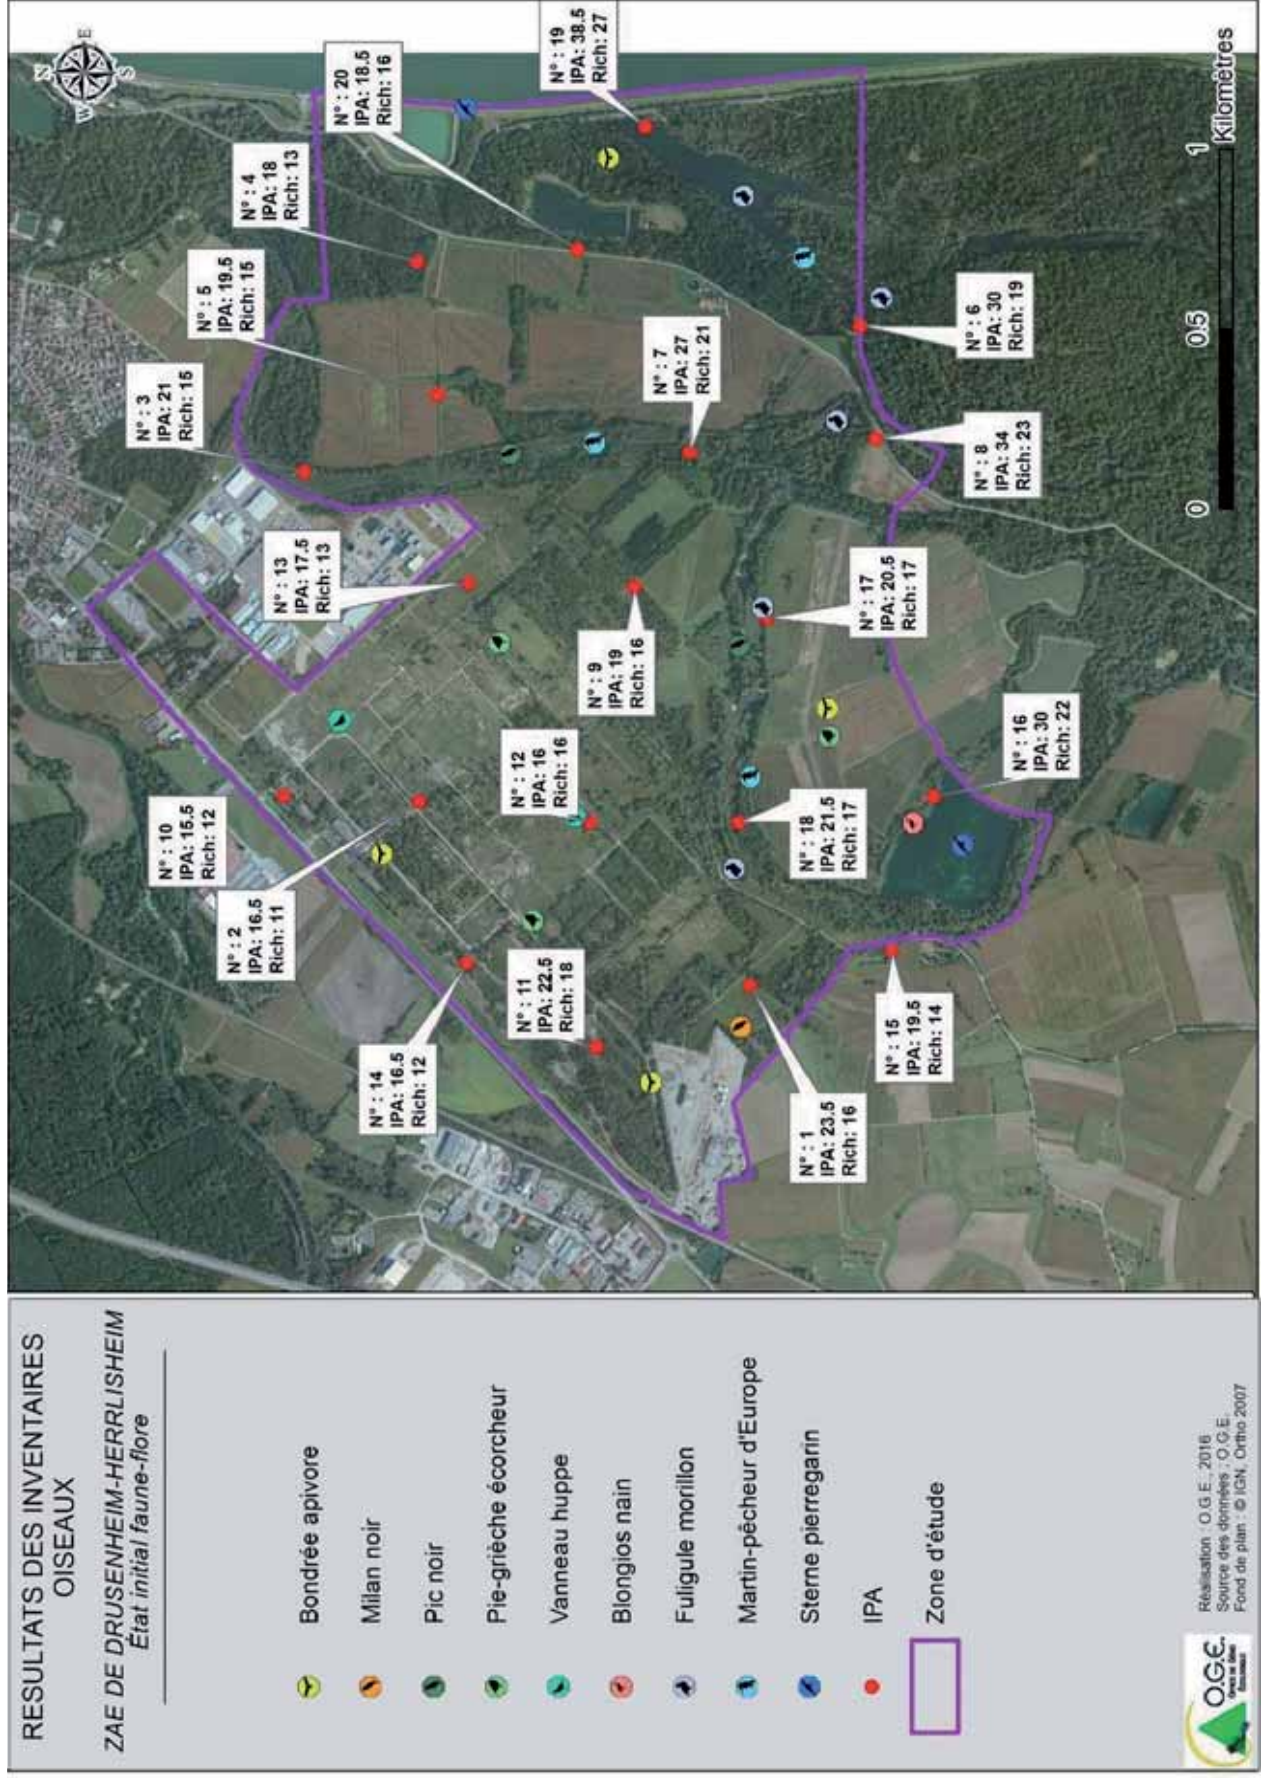 RESULTATS DES INVENTAIRES
OISEAUX
ZAE DE DRUSENHEIM-HERRLISHEIM
État initial faune-flore
Bondrée apivore
Milan noir
Pic noir
Pie-grièche écorcheur
Vanneau huppe
Blongios nain
Fuligule morillon
Martin-pêcheur d'Europe
Sterne pierregarin
IPA
Zone d'étude
O.G.E.
Réalisation : O.G.E., 2016
Source des données : O.G.E.
Fond de plan : © IGN, Ortho 2007
N
E
S
W
N° : 14
IPA: 16.5
Rich: 12
N° : 2
IPA: 16.5
Rich: 11
N° : 10
IPA: 15.5
Rich: 12
N° : 3
IPA: 21
Rich: 15
N° : 5
IPA: 19.5
Rich: 15
N° : 4
IPA: 18
Rich: 13
N° : 20
IPA: 18.5
Rich: 16
N° : 19
IPA: 38.5
Rich: 27
N° : 13
IPA: 17.5
Rich: 13
N° : 11
IPA: 22.5
Rich: 18
N° : 12
IPA: 16
Rich: 16
N° : 9
IPA: 19
Rich: 16
N° : 7
IPA: 27
Rich: 21
N° : 1
IPA: 23.5
Rich: 16
N° : 18
IPA: 21.5
Rich: 17
N° : 17
IPA: 20.5
Rich: 17
N° : 15
IPA: 19.5
Rich: 14
N° : 16
IPA: 30
Rich: 22
N° : 8
IPA: 34
Rich: 23
N° : 6
IPA: 30
Rich: 19
0
0.5
1
Kilomètres